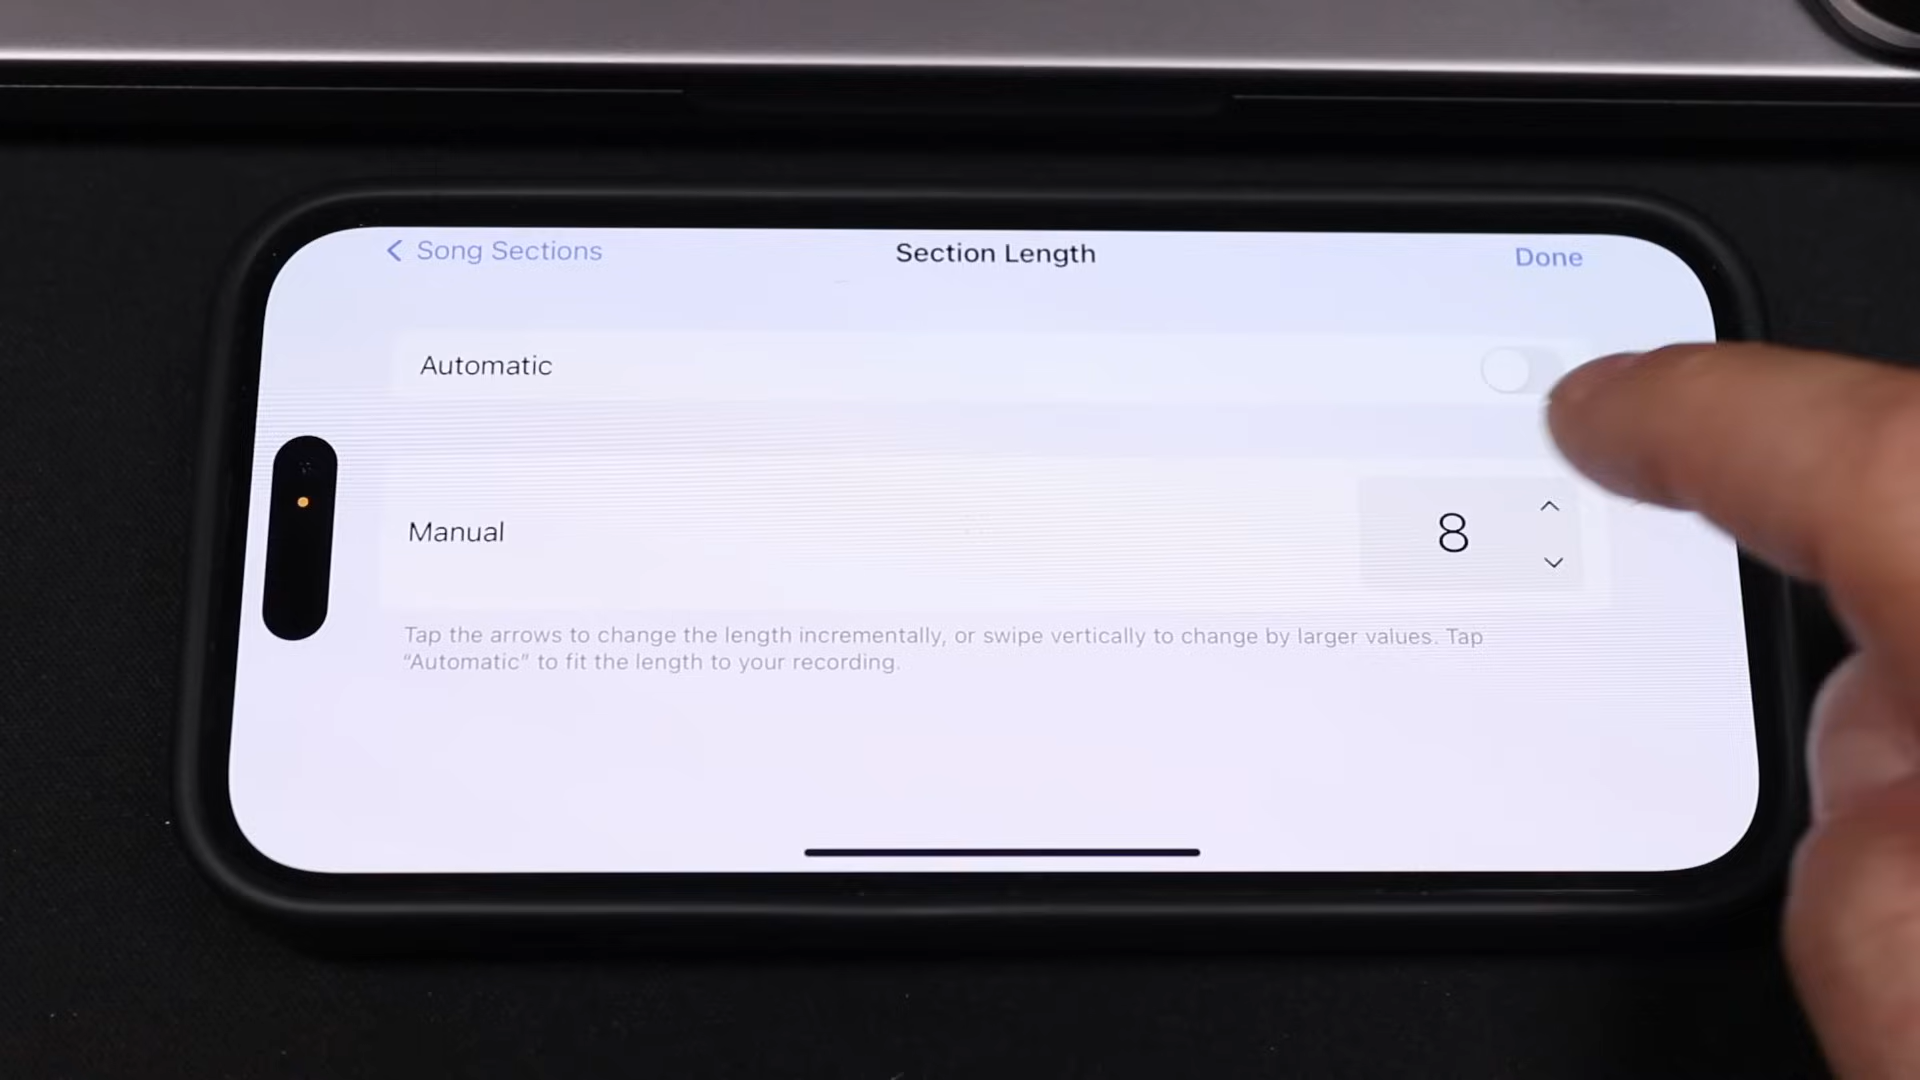 Song Sections
Section Length
Done
Automatic
Manual
8
Tap the arrows to change the length incrementally, or swipe vertically to change by larger values. Tap
“Automatic” to fit the length to your recording.